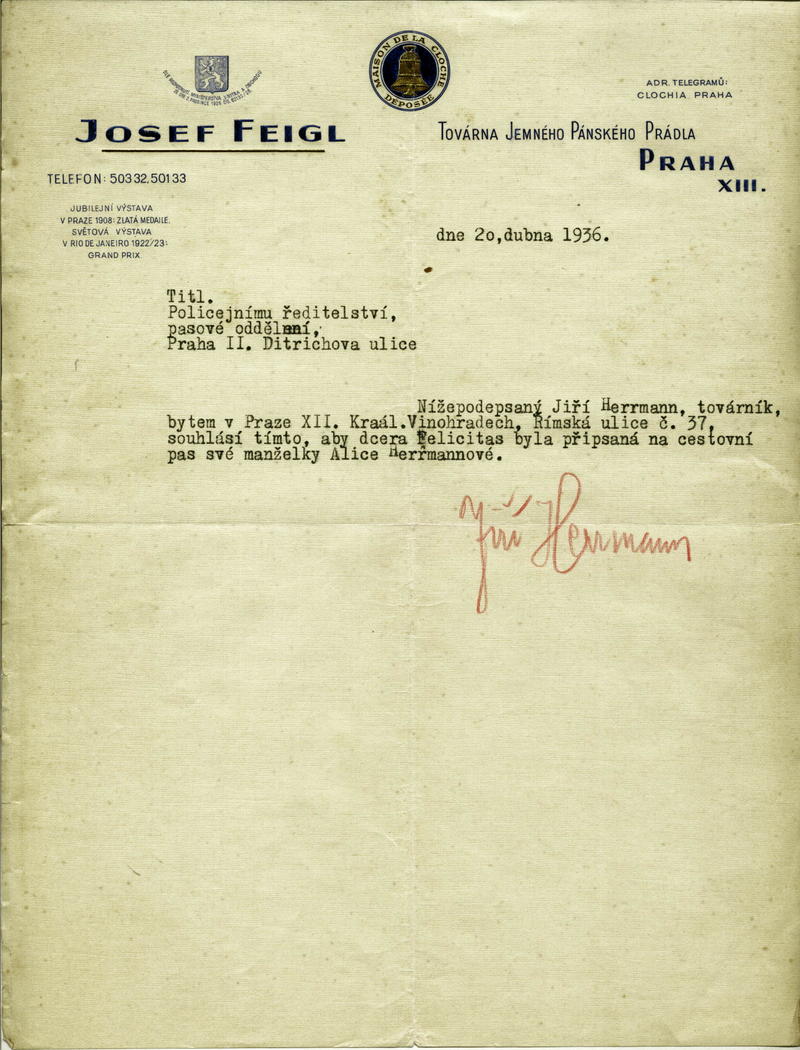 MAISON DE LA CLOCHE
DEPOSÉE
ADR. TELEGRAMŮ:
CLOCHIA PRAHA
JOSEF FEIGL
TOVÁRNA JEMNÉHO PÁNSKÉHO PRÁDLA
PRAHA
XIII.
TELEFON: 50332,50133
JUBILEJNÍ VÝSTAVA
V PRAZE 1908: ZLATÁ MEDAILE.
SVĚTOVÁ VÝSTAVA
V RIO DE JANEIRO 1922/23:
GRAND PRIX
dne 2o,dubna 1936.
Titl.
Policejnímu ředitelství,
pasové oddělení,
Praha II. Ditrichova ulice
Nížepodepsaný Jiří Herrmann, továrník,
bytem v Praze XII. Kraál.Vinohradech, Římská ulice č. 37,
souhlásí tímto, aby dcera Felicitas byla připsaná na cestovní
pas své manželky Alice Heřrmannové.
Jiří Herrmann